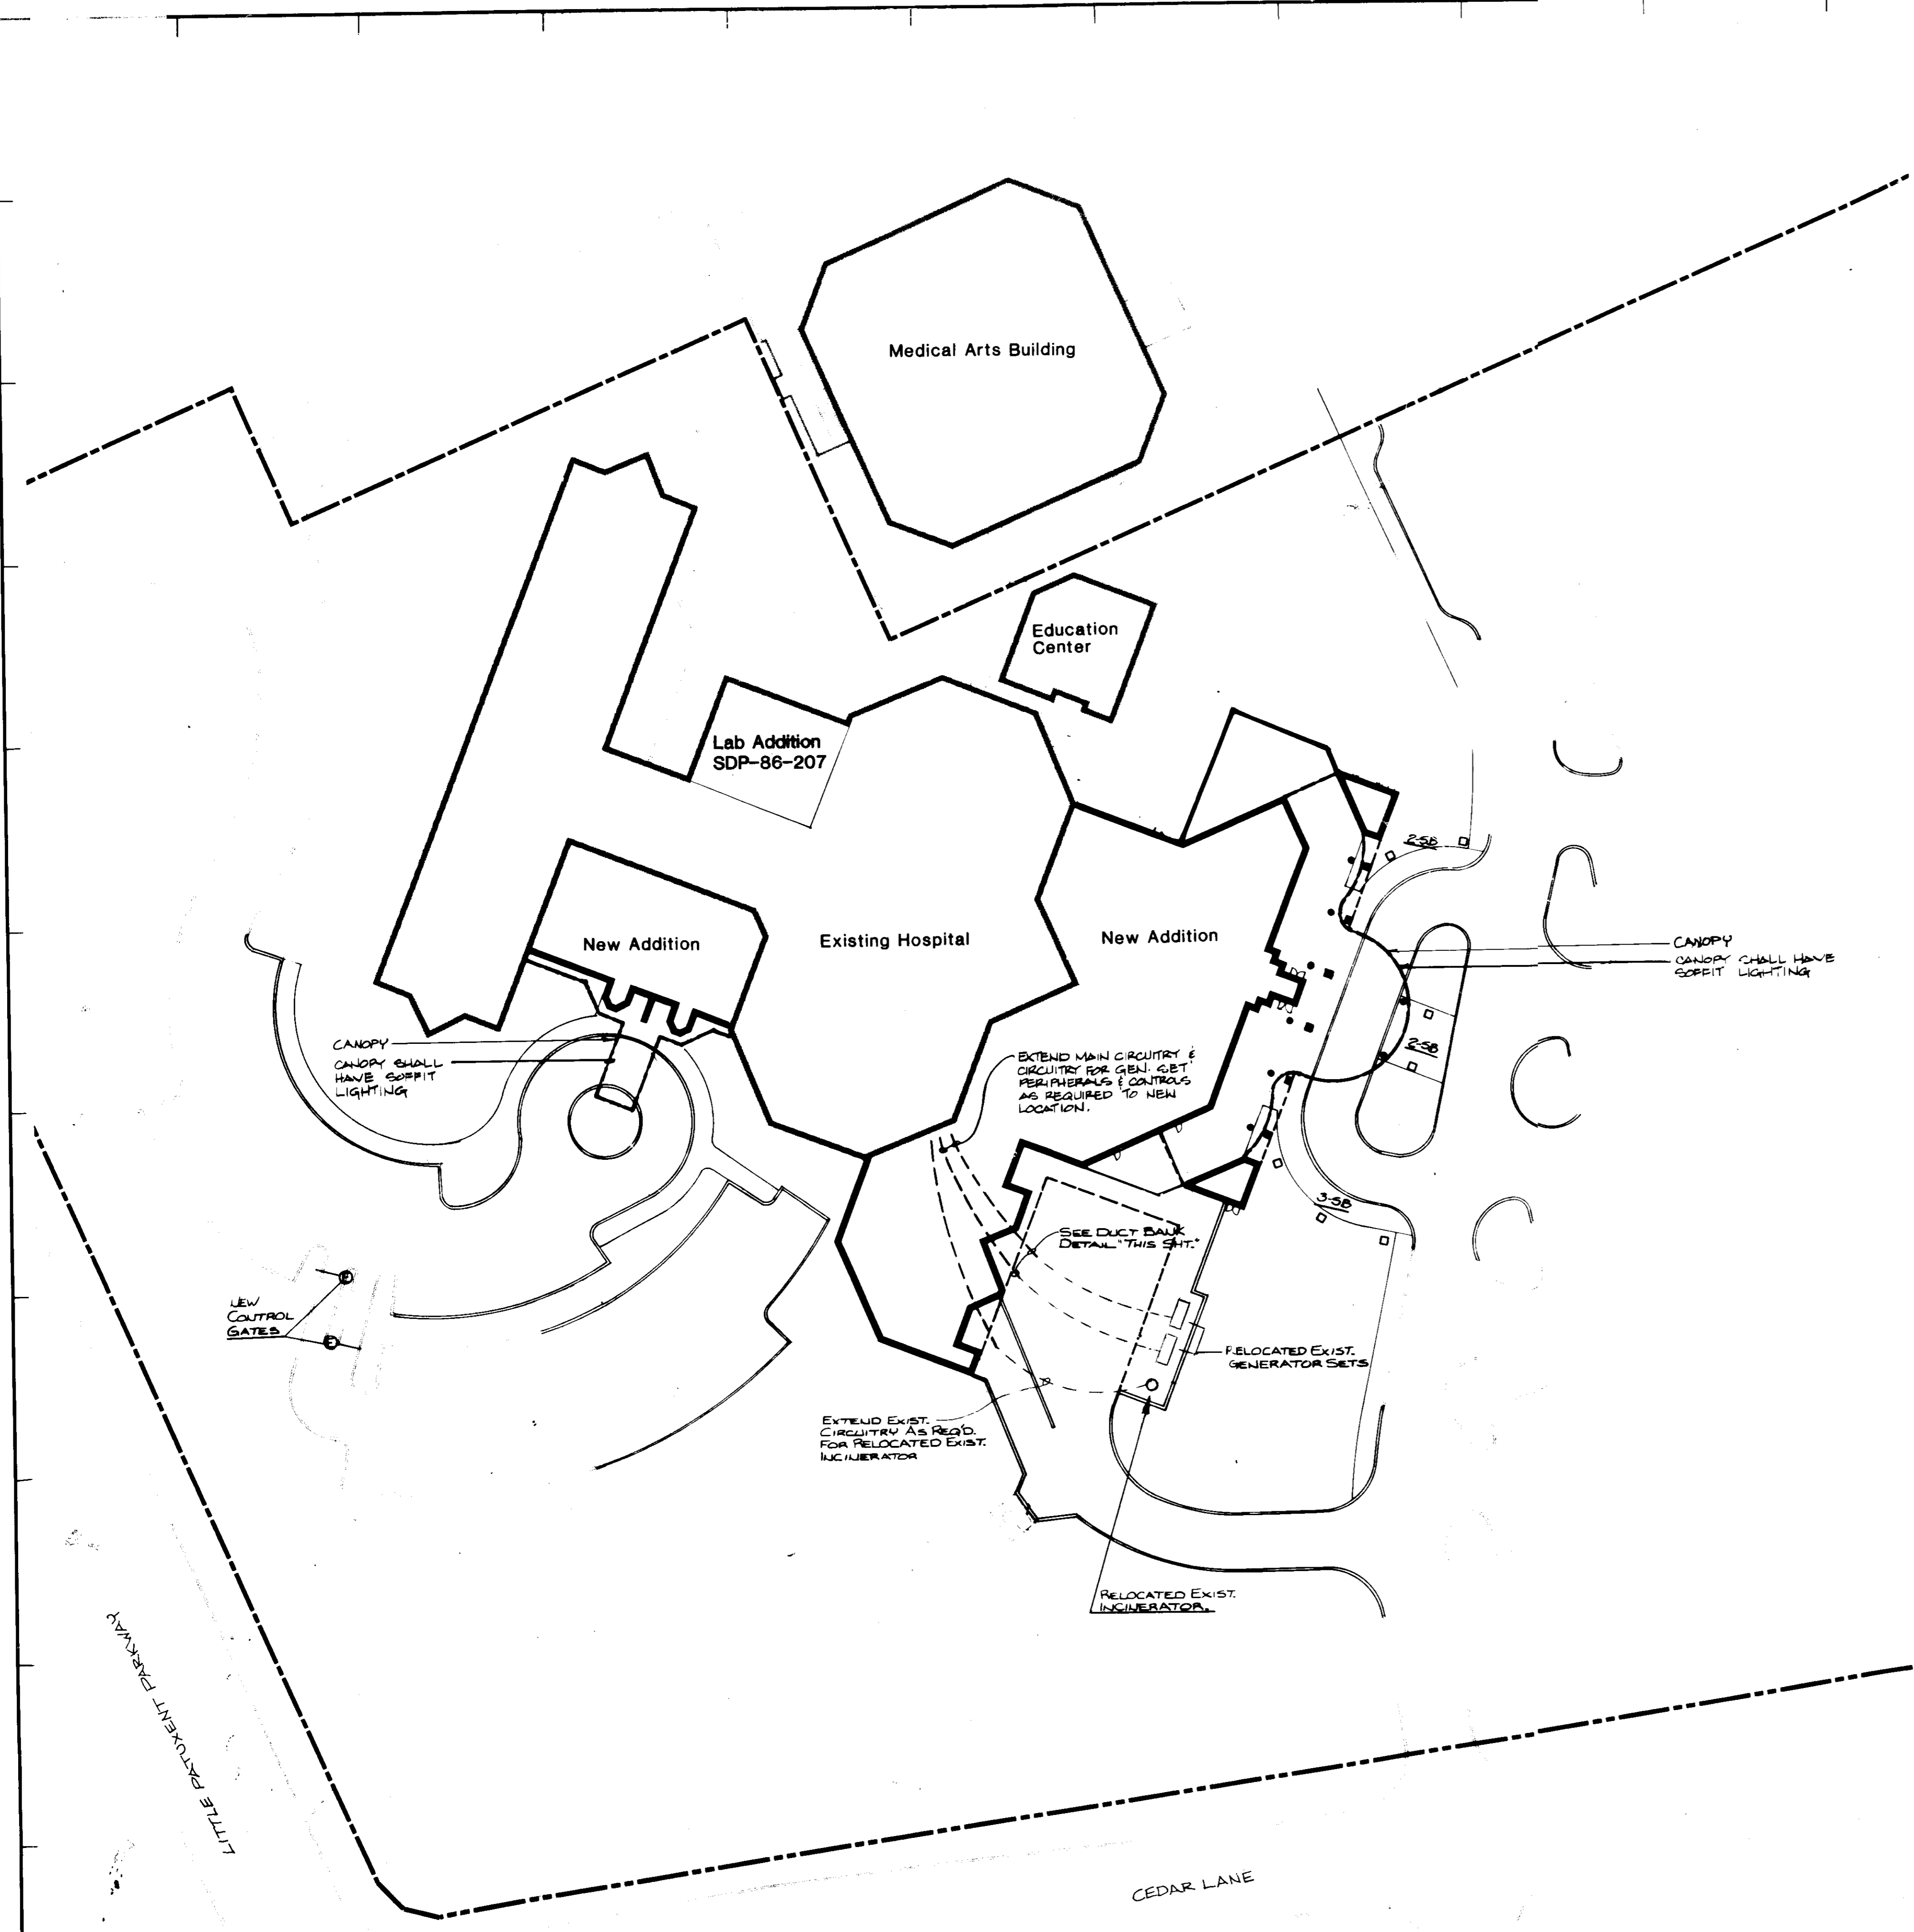 Medical Arts Building
Education
Center
Lab Addition
SDP-86-207
New Addition
Existing Hospital
New Addition
2-SB
CANOPY
CANOPY SHALL HAVE
SOFFIT LIGHTING
2-SB
CANOPY
CANOPY SHALL
HAVE SOFFIT
LIGHTING
EXTEND MAIN CIRCUITRY &
CIRCUITRY FOR GEN. SET
PERIPHERALS & CONTROLS
AS REQUIRED TO NEW
LOCATION.
3-SB
SEE DUCT BANK
DETAIL "THIS SHT."
NEW
CONTROL
GATES
RELOCATED EXIST.
GENERATOR SETS
EXTEND EXIST.
CIRCUITRY AS REQ'D.
FOR RELOCATED EXIST.
INCINERATOR
RELOCATED EXIST.
INCINERATOR.
LITTLE PATUXENT PARKWAY
CEDAR LANE